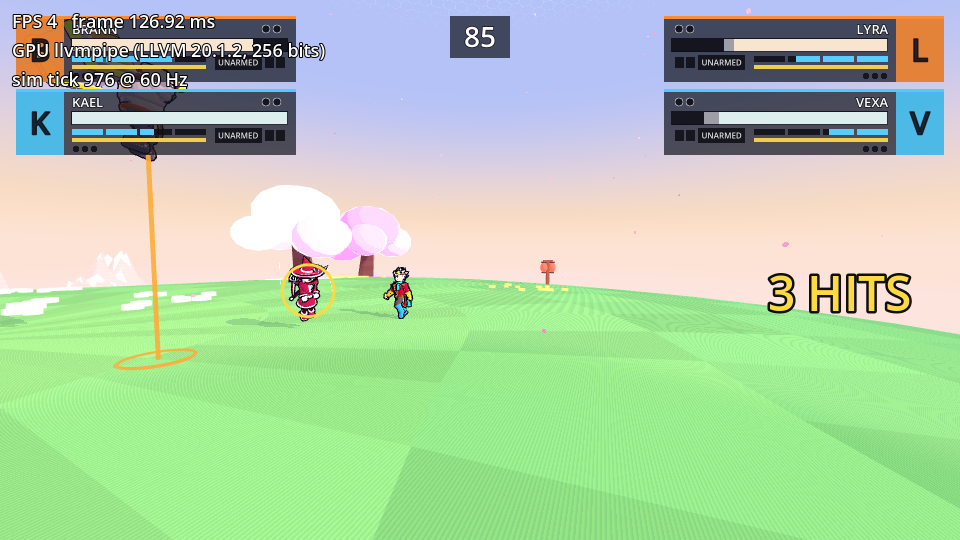 FPS 4 frame 126.92 ms
GPU llvmpipe (LLVM 20.1.2, 256 bits)
sim tick 976 @ 60 Hz
BRANN
UNARMED
K
KAEL
UNARMED
85
LYRA
L
UNARMED
VEXA
V
UNARMED
3 HITS